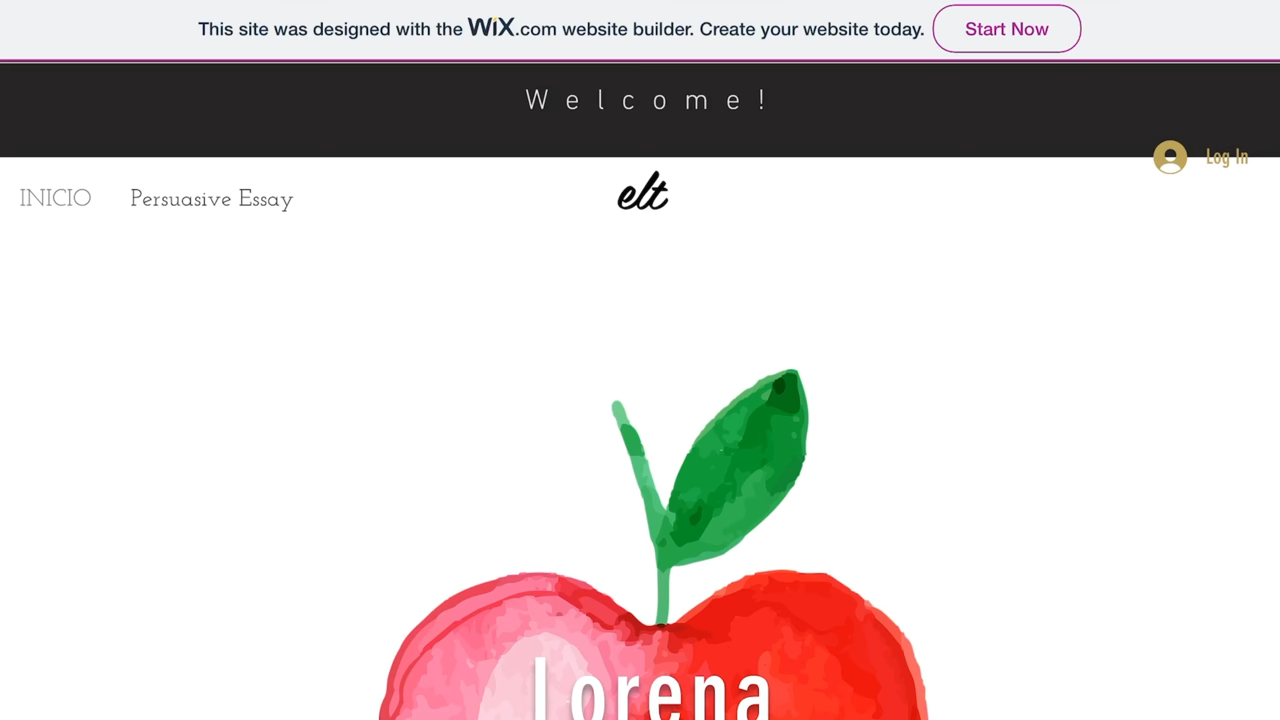 This site was designed with the WiX.com website builder. Create your website today. Start Now
Welcome!
Log In
INICIO Persuasive Essay elt
Lorena